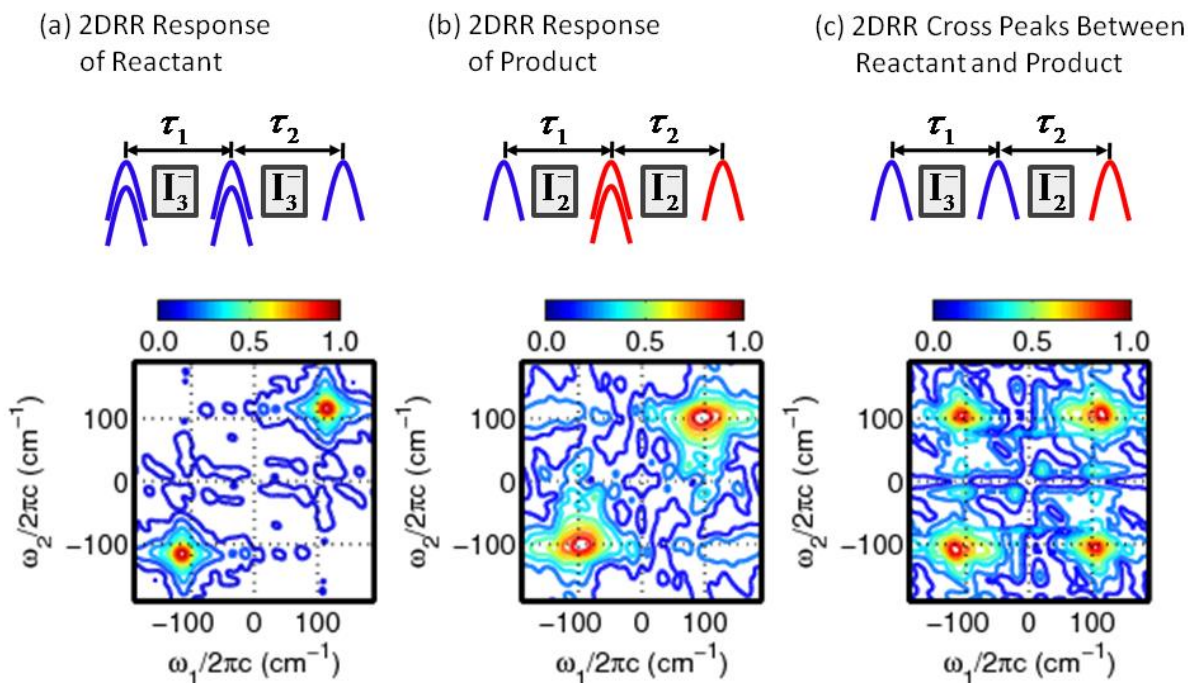 (a) 2DRR Response
of Reactant
(b) 2DRR Response
of Product
(c) 2DRR Cross Peaks Between
Reactant and Product
τ₁ τ₂
I₃⁻ I₃⁻
τ₁ τ₂
I₂⁻ I₂⁻
τ₁ τ₂
I₃⁻ I₂⁻
0.0 0.5 1.0
0.0 0.5 1.0
0.0 0.5 1.0
ω₂/2πc (cm⁻¹)
100
0
−100
−100 0 100
ω₁/2πc (cm⁻¹)
ω₂/2πc (cm⁻¹)
100
0
−100
−100 0 100
ω₁/2πc (cm⁻¹)
ω₂/2πc (cm⁻¹)
100
0
−100
−100 0 100
ω₁/2πc (cm⁻¹)